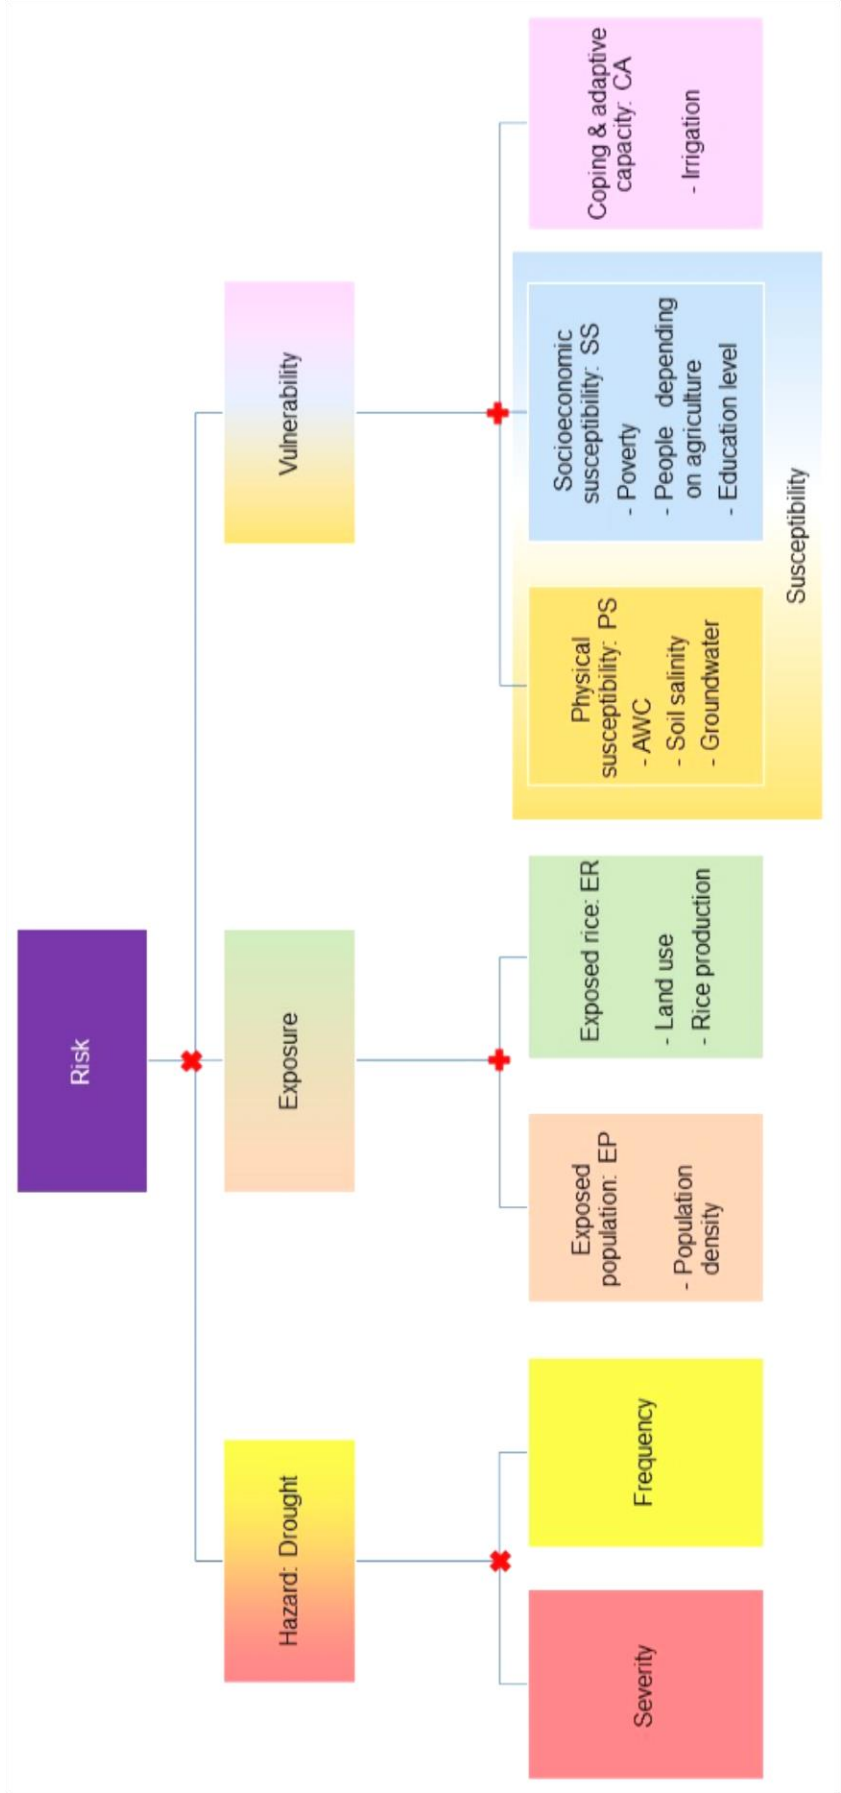 Risk
Hazard: Drought
Exposure
Vulnerability
Severity
Frequency
Exposed
population: EP
- Population
density
Exposed rice: ER
- Land use
- Rice production
Physical
susceptibility: PS
- AWC
- Soil salinity
- Groundwater
Socioeconomic
susceptibility: SS
- Poverty
- People depending
on agriculture
- Education level
Coping & adaptive
capacity: CA
- Irrigation
Susceptibility